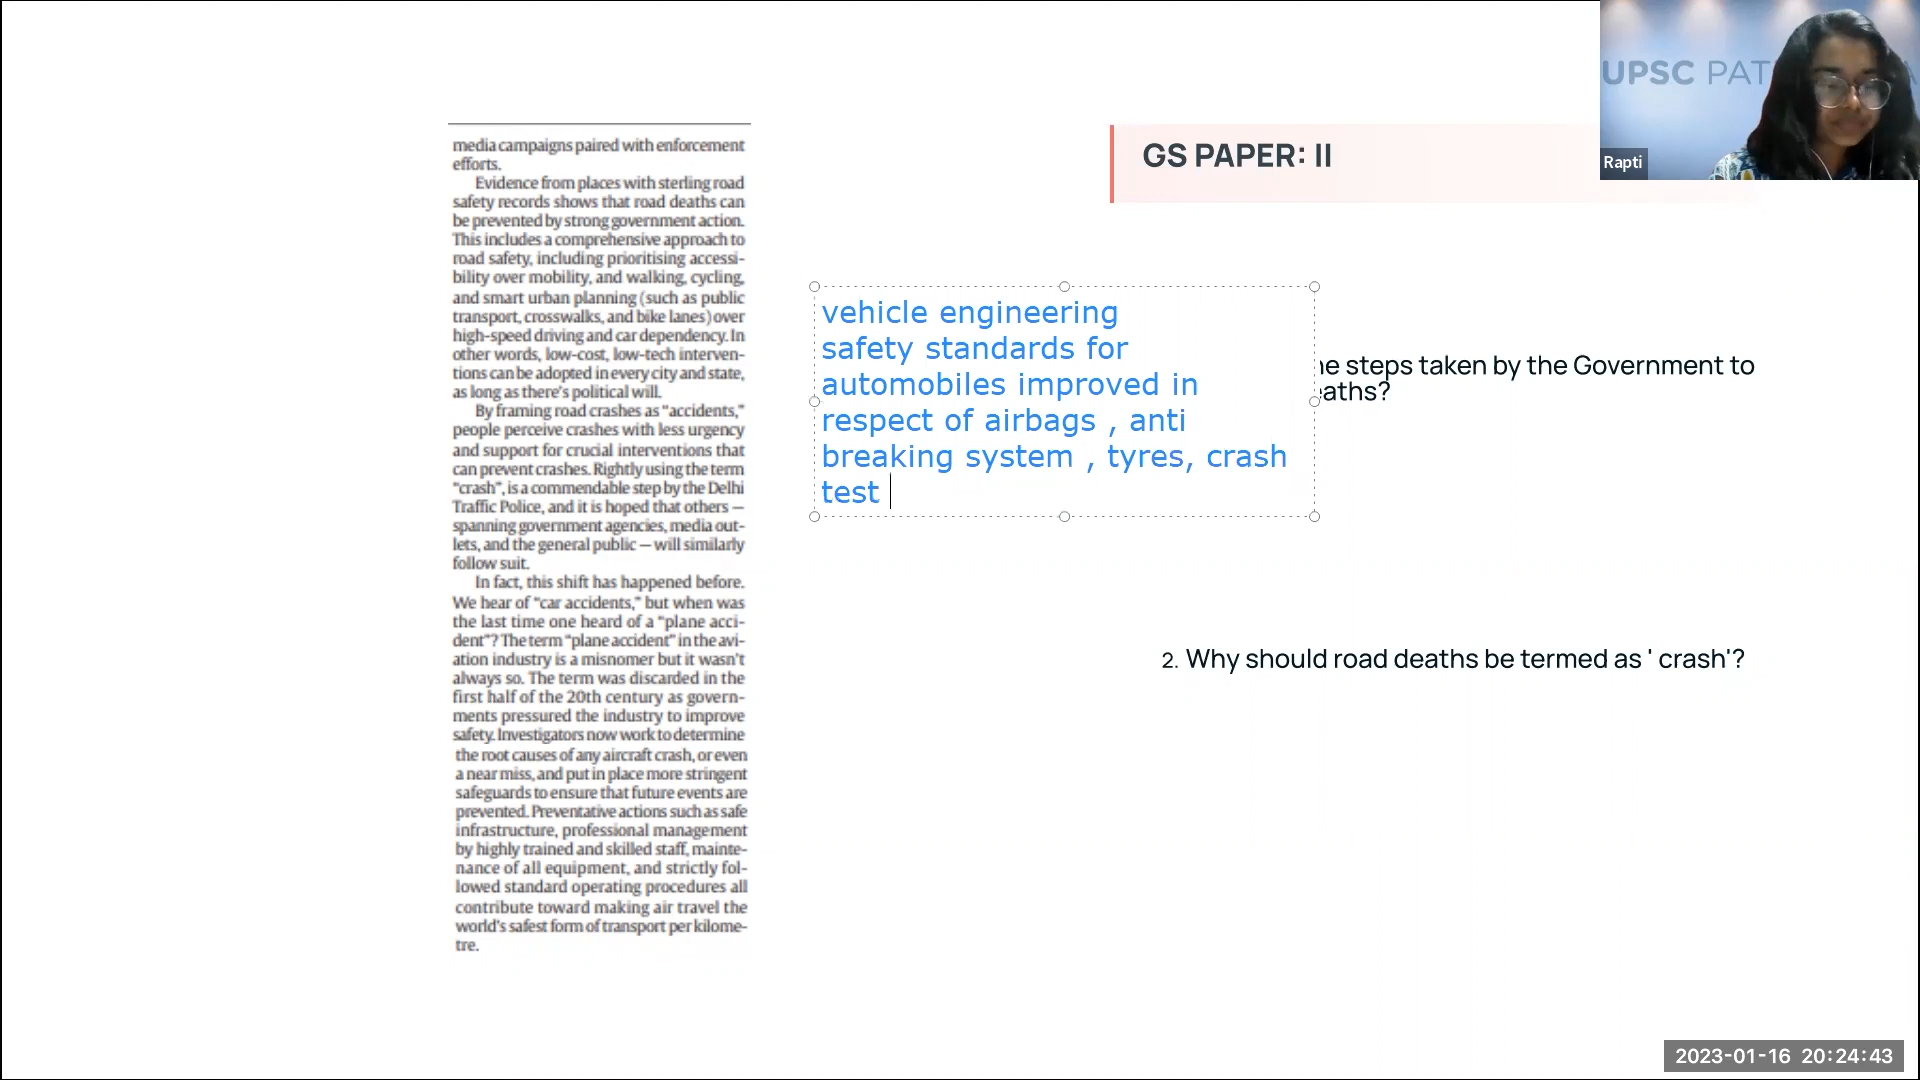 media campaigns paired with enforcement
efforts.
Evidence from places with sterling road
safety records shows that road deaths can
be prevented by strong government action.
This includes a comprehensive approach to
road safety, including prioritising accessi-
bility over mobility, and walking, cycling,
and smart urban planning (such as public
transport, crosswalks, and bike lanes) over
high-speed driving and car dependency. In
other words, low-cost, low-tech interven-
tions can be adopted in every city and state,
as long as there's political will.
By framing road crashes as "accidents,"
people perceive crashes with less urgency
and support for crucial interventions that
can prevent crashes. Rightly using the term
"crash", is a commendable step by the Delhi
Traffic Police, and it is hoped that others —
spanning government agencies, media out-
lets, and the general public — will similarly
follow suit.
In fact, this shift has happened before.
We hear of "car accidents," but when was
the last time one heard of a "plane acci-
dent"? The term "plane accident" in the avi-
ation industry is a misnomer but it wasn't
always so. The term was discarded in the
first half of the 20th century as govern-
ments pressured the industry to improve
safety. Investigators now work to determine
the root causes of any aircraft crash, or even
a near miss, and put in place more stringent
safeguards to ensure that future events are
prevented. Preventative actions such as safe
infrastructure, professional management
by highly trained and skilled staff, mainte-
nance of all equipment, and strictly fol-
lowed standard operating procedures all
contribute toward making air travel the
world's safest form of transport per kilome-
tre.
GS PAPER: II
vehicle engineering
safety standards for
automobiles improved in
respect of airbags , anti
breaking system , tyres, crash
test
he steps taken by the Government to
eaths?
2. Why should road deaths be termed as ' crash'?
UPSC PAT
Rapti
2023-01-16 20:24:43